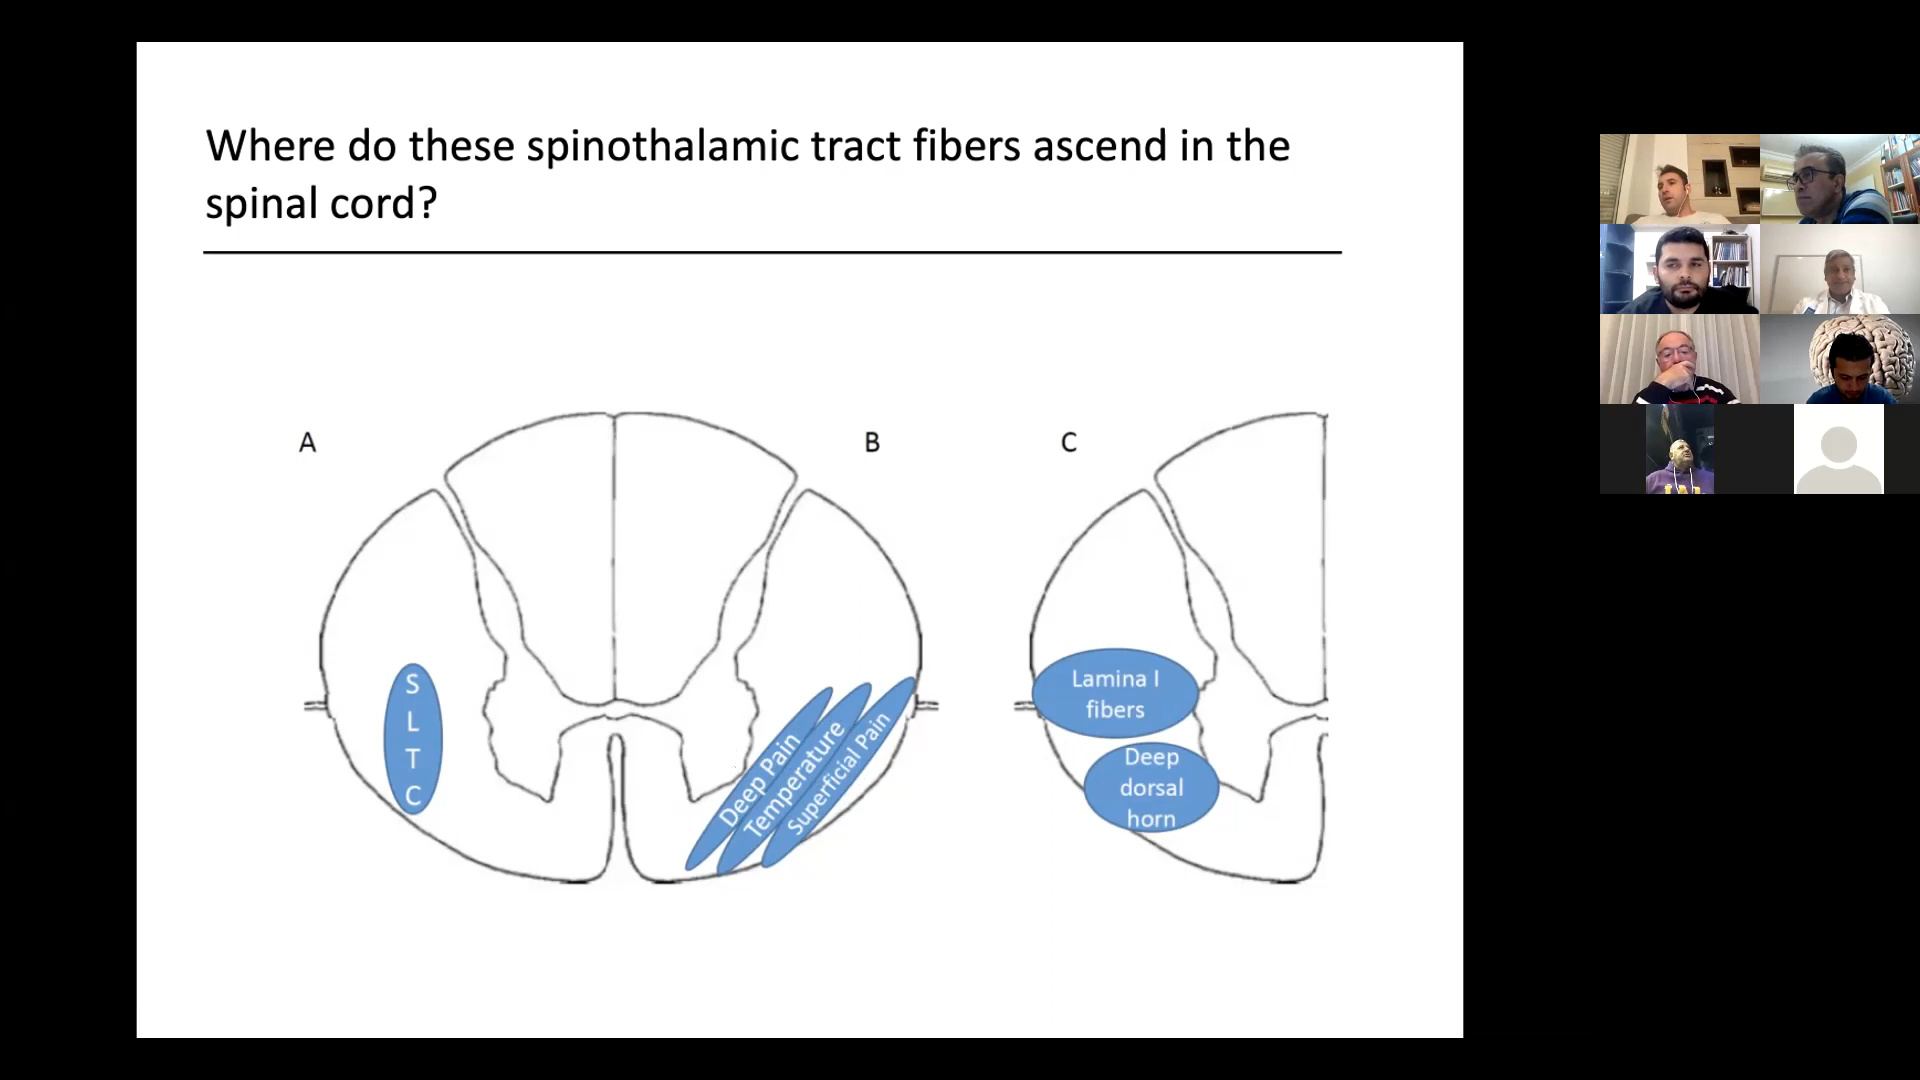 Where do these spinothalamic tract fibers ascend in the
spinal cord?
A
B
C
S
L
T
C
Deep Pain
Temperature
Superficial Pain
Lamina I
fibers
Deep
dorsal
horn